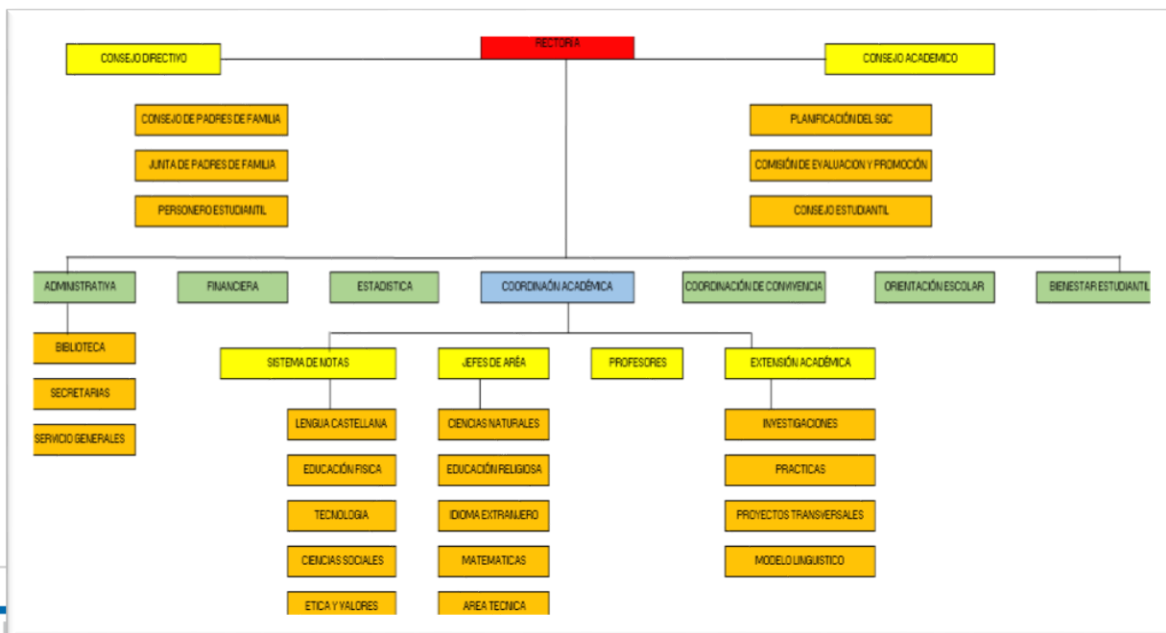 RECTORIA
CONSEJO DIRECTIVO
CONSEJO ACADEMICO
CONSEJO DE PADRES DE FAMILIA
PLANIFICACIÓN DEL SGC
JUNTA DE PADRES DE FAMILIA
COMISIÓN DE EVALUACION Y PROMOCIÓN
PERSONERO ESTUDIANTIL
CONSEJO ESTUDIANTIL
ADMINISTRATIVA
FINANCIERA
ESTADISTICA
COORDINAÓN ACADÉMICA
COORDINACIÓN DE CONVIVENCIA
ORIENTACIÓN ESCOLAR
BIENESTAR ESTUDIANTIL
BIBLIOTECA
SISTEMA DE NOTAS
JEFES DE ARÉA
PROFESORES
EXTENSIÓN ACADÉMICA
SECRETARIAS
LENGUA CASTELLANA
CIENCIAS NATURALES
INVESTIGACIONES
SERVICIO GENERALES
EDUCACIÓN FISICA
EDUCACIÓN RELIGIOSA
PRACTICAS
TECNOLOGIA
IDIOMA EXTRANJERO
PROYECTOS TRANSVERSALES
CIENCIAS SOCIALES
MATEMATICAS
MODELO LINGUISTICO
ETICA Y VALORES
AREA TECNICA